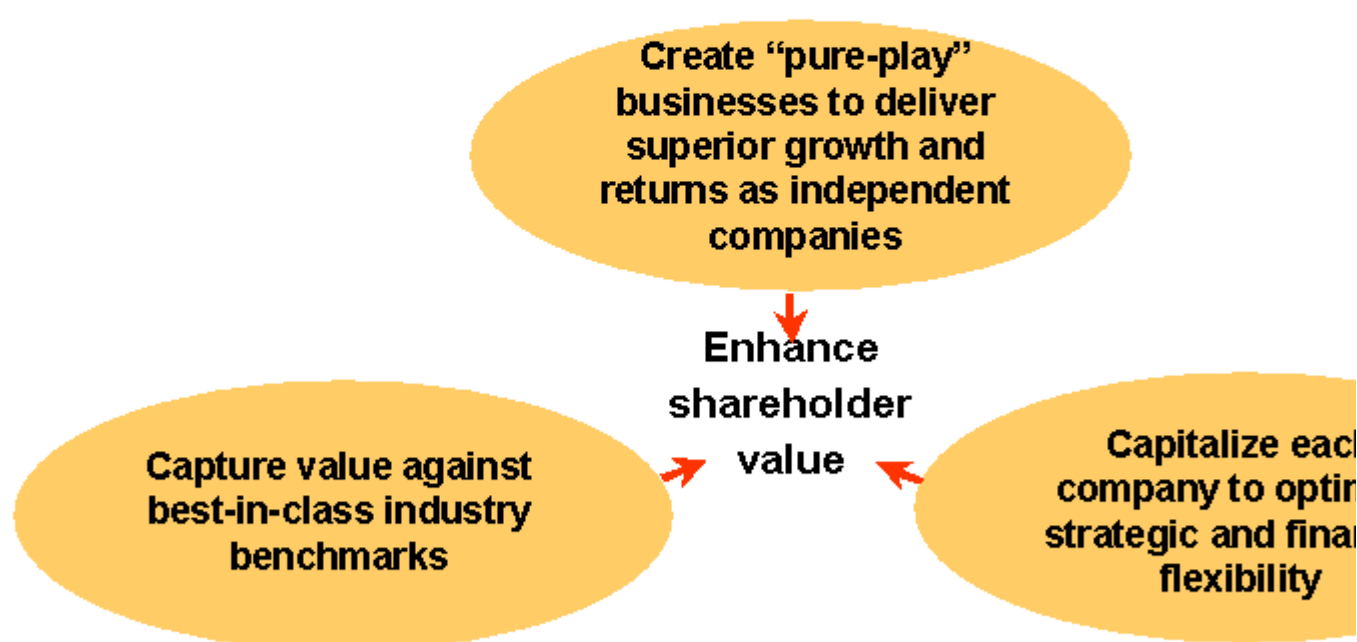 Create “pure-play”
businesses to deliver
superior growth and
returns as independent
companies
Enhance
shareholder
value
Capture value against
best-in-class industry
benchmarks
Capitalize
company to
strategic and
flexibility